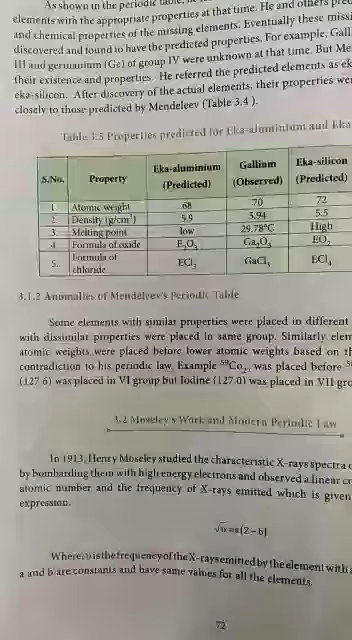 As shown in the periodic table, he
elements with the appropriate properties at that time. He and others pred
and chemical properties of the missing elements. Eventually these missi
discovered and found to have the predicted properties. For example, Gall
III and germanium (Ge) of group IV were unknown at that time. But Me
their existence and properties. He referred the predicted elements as ek
eka-silicon. After discovery of the actual elements, their properties wer
closely to those predicted by Mendeleev (Table 3.4 ).
Table 3.5 Properties predicted for Eka-aluminium and Eka
S.No. Property Eka-aluminium (Predicted) Gallium (Observed) Eka-silicon (Predicted)
1. Atomic weight 68 70 72
2. Density (g/cm³) 5.9 5.94 5.5
3. Melting point low 29.78°C High
4. Formula of oxide E₂O₃ Ga₂O₃ EO₂
5. Formula of chloride ECl₃ GaCl₃ ECl₄
3.1.2 Anomalies of Mendeleev's Periodic Table
Some elements with similar properties were placed in different
with dissimilar properties were placed in same group. Similarly elem
atomic weights were placed before lower atomic weights based on th
contradiction to his periodic law. Example ⁵⁹Co₂₇ was placed before
(127.6) was placed in VI group but Iodine (127.0) was placed in VII gro
3.2 Moseley's Work and Modern Periodic Law
In 1913, Henry Moseley studied the characteristic X-rays spectra o
by bombarding them with high energy electrons and observed a linear co
atomic number and the frequency of X-rays emitted which is given
expression.
√υ = a(Z − b)
Where, υ is the frequency of the X-rays emitted by the element with a
a and b are constants and have same values for all the elements.
72